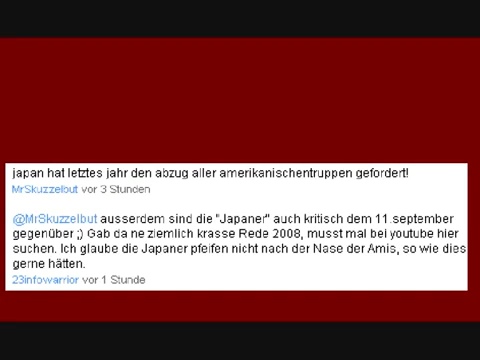 japan hat letztes jahr den abzug aller amerikanischentruppen gefordert!
MrSkuzzelbut vor 3 Stunden
@MrSkuzzelbut ausserdem sind die "Japaner" auch kritisch dem 11.september
gegenüber ;) Gab da ne ziemlich krasse Rede 2008, musst mal bei youtube hier
suchen. Ich glaube die Japaner pfeifen nicht nach der Nase der Amis, so wie dies
gerne hätten.
23infowarrior vor 1 Stunde